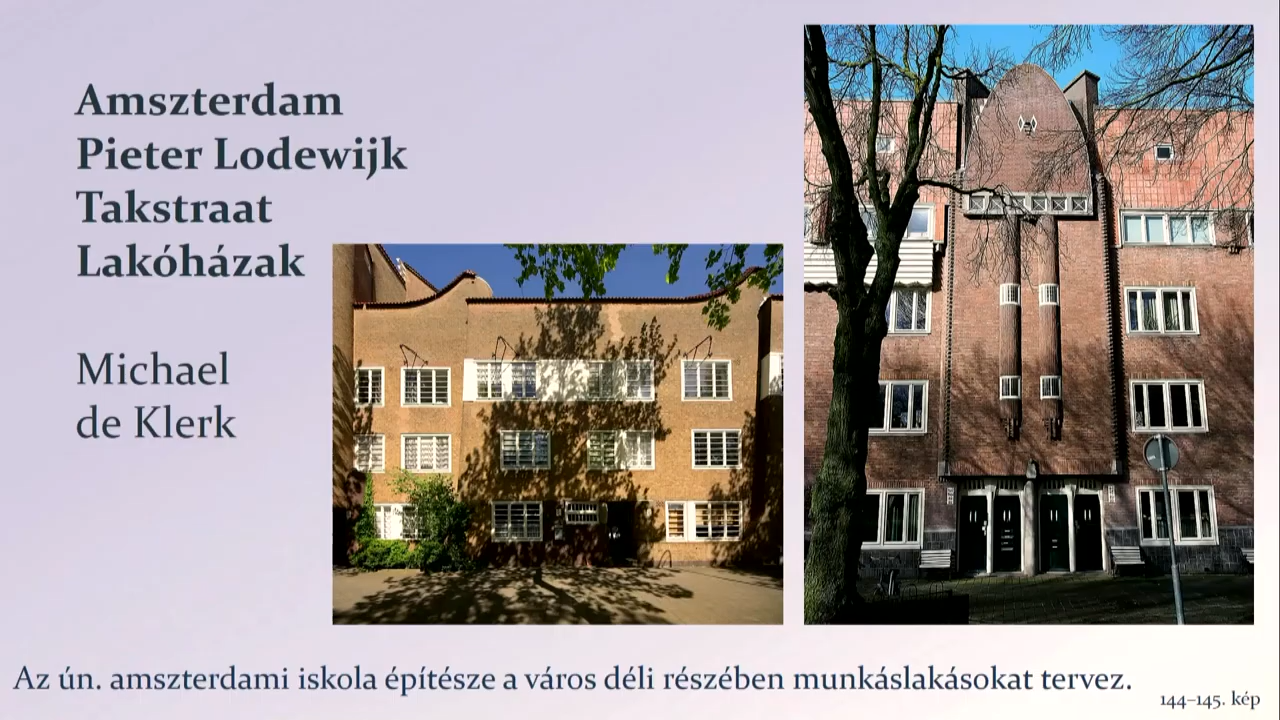 Amszterdam
Pieter Lodewijk
Takstraat
Lakóházak
Michael
de Klerk
Az ún. amszterdami iskola építésze a város déli részében munkáslakásokat tervez.
144–145. kép